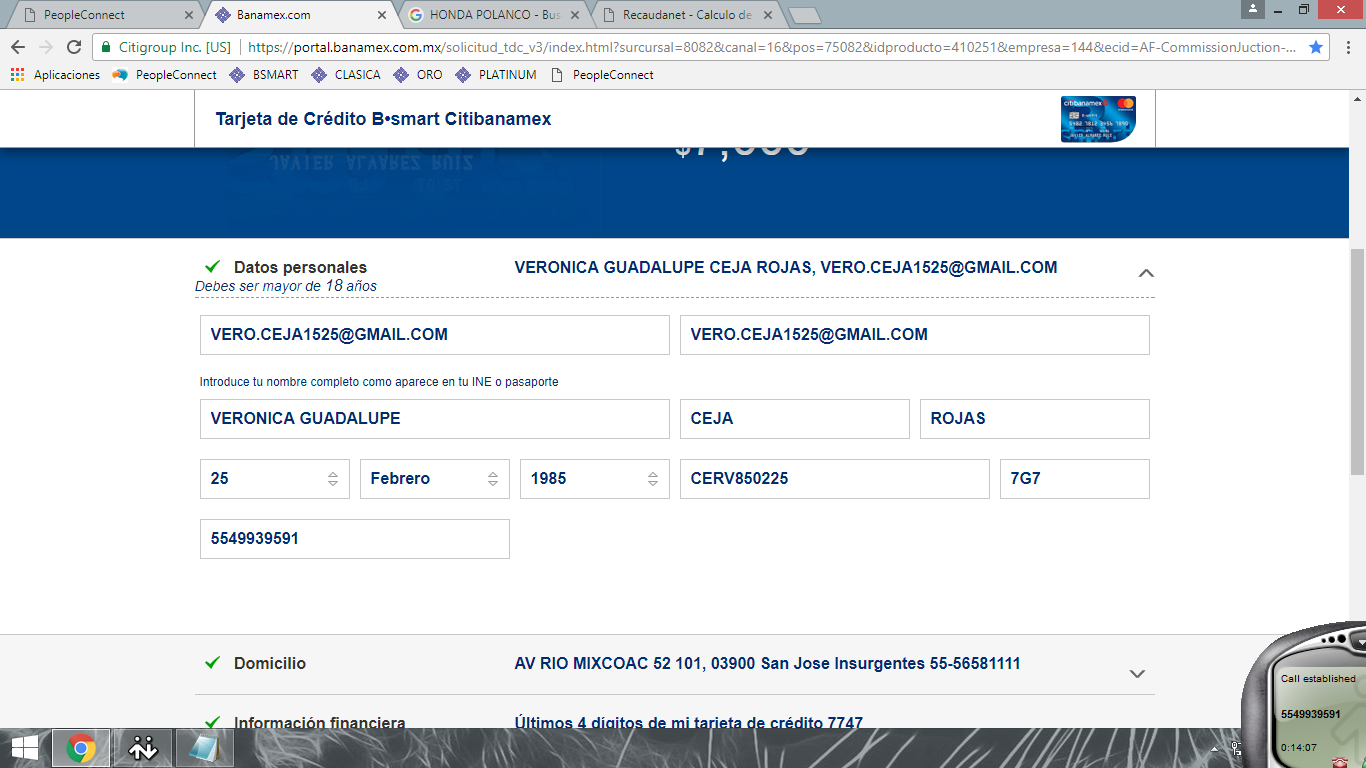 PeopleConnect
Banamex.com
HONDA POLANCO - Bus
Recaudanet - Calculo de
Citigroup Inc. [US]
https://portal.banamex.com.mx/solicitud_tdc_v3/index.html?surcursal=8082&canal=16&pos=75082&idproducto=410251&empresa=144&ecid=AF-CommissionJuction-...
Aplicaciones PeopleConnect BSMART CLASICA ORO PLATINUM PeopleConnect
Tarjeta de Crédito B•smart Citibanamex
citibanamex
JAVIER ALVAREZ RUIZ
Datos personales
VERONICA GUADALUPE CEJA ROJAS, VERO.CEJA1525@GMAIL.COM
Debes ser mayor de 18 años
VERO.CEJA1525@GMAIL.COM VERO.CEJA1525@GMAIL.COM
Introduce tu nombre completo como aparece en tu INE o pasaporte
VERONICA GUADALUPE CEJA ROJAS
25 Febrero 1985 CERV850225 7G7
5549939591
Domicilio AV RIO MIXCOAC 52 101, 03900 San Jose Insurgentes 55-56581111
Información financiera Últimos 4 dígitos de mi tarjeta de crédito 7747
Call established
5549939591
0:14:07